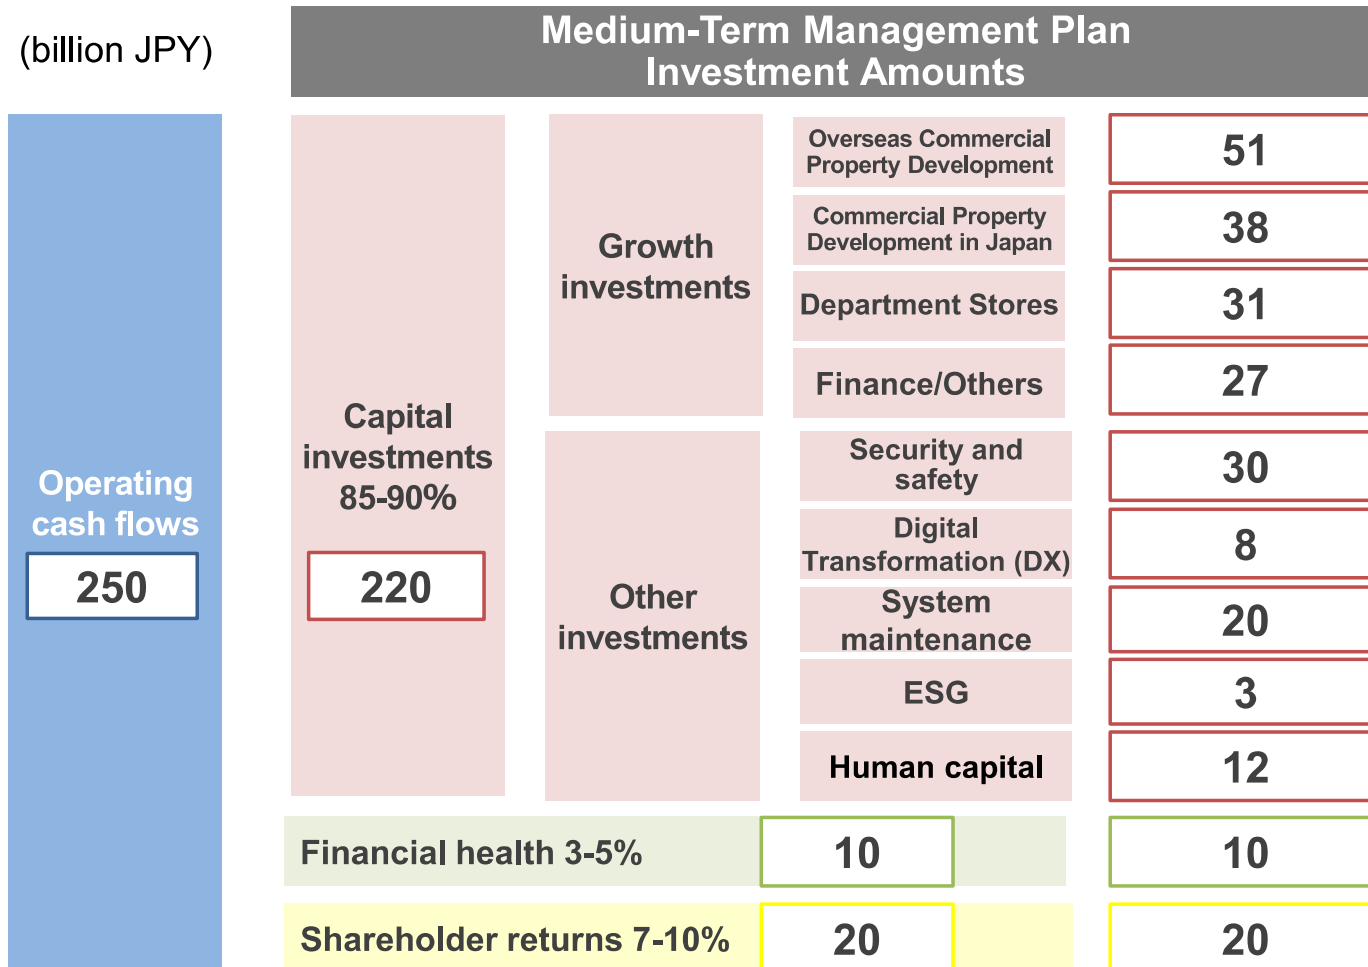 (billion JPY)
Medium-Term Management Plan
Investment Amounts
Operating
cash flows
250
Capital
investments
85-90%
220
Growth
investments
Overseas Commercial
Property Development
51
Commercial Property
Development in Japan
38
Department Stores
31
Finance/Others
27
Other
investments
Security and
safety
30
Digital
Transformation (DX)
8
System
maintenance
20
ESG
3
Human capital
12
Financial health 3-5%
10
10
Shareholder returns 7-10%
20
20